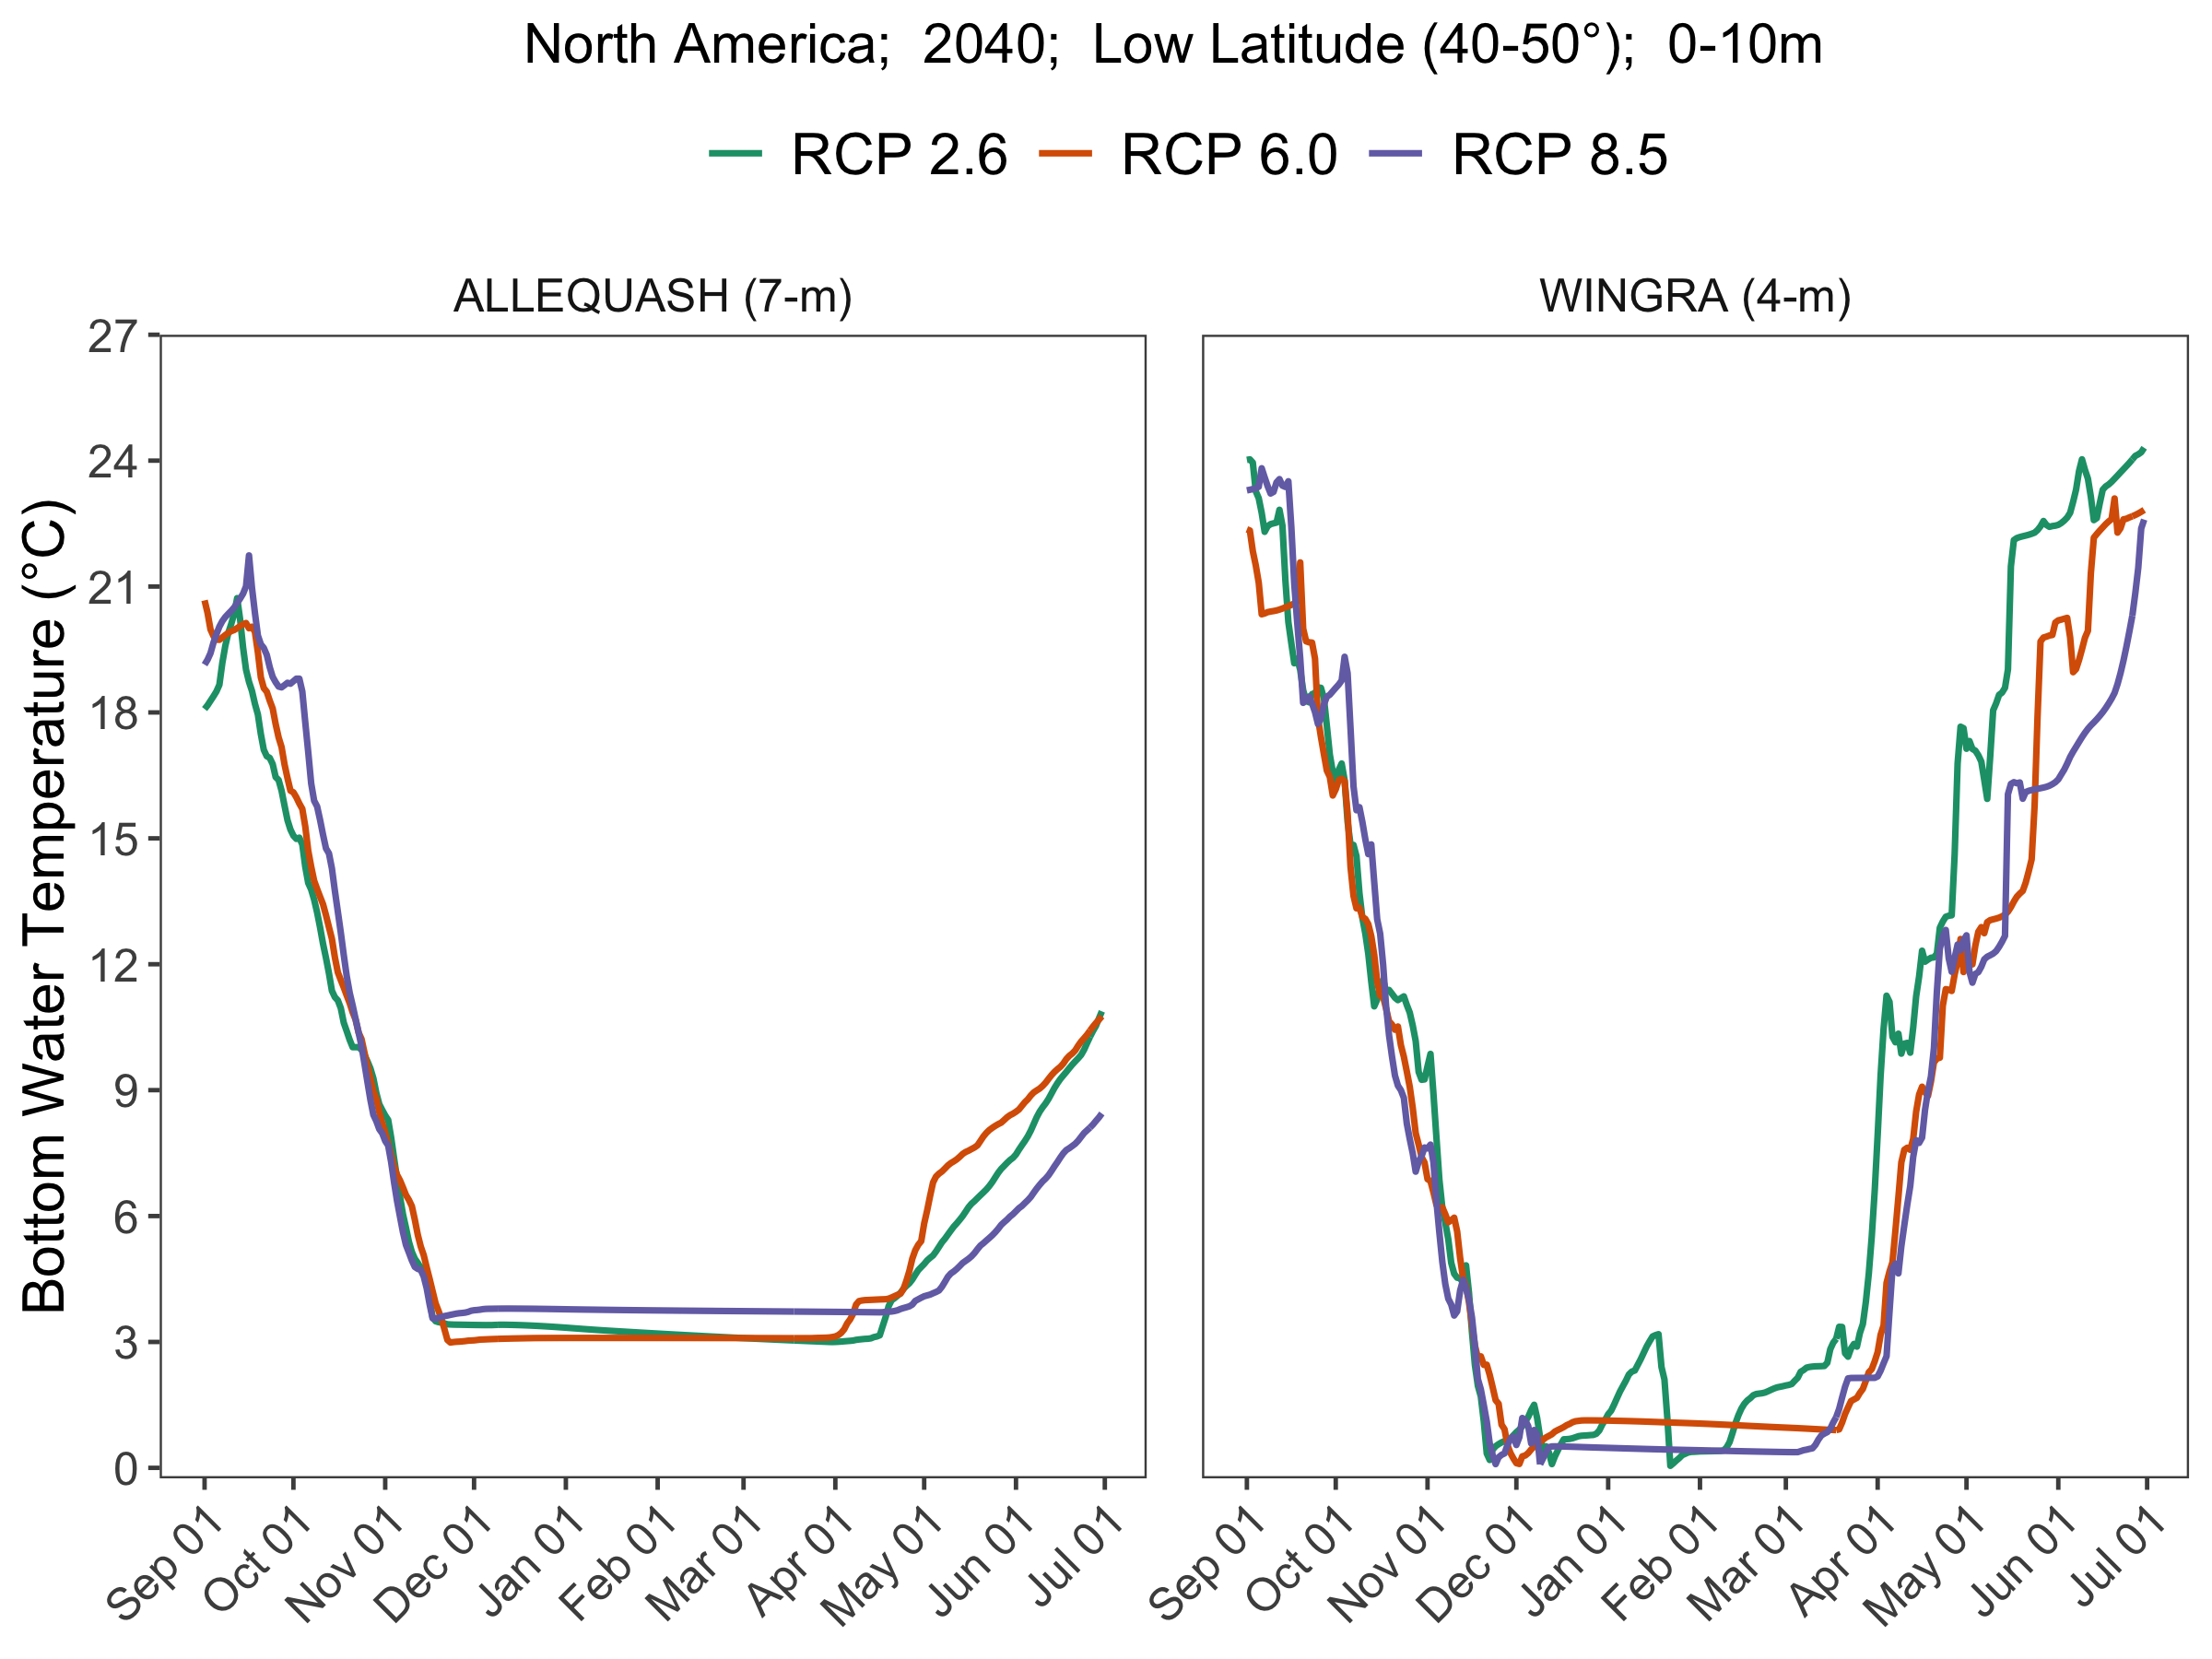 North America;  2040;  Low Latitude (40-50°);  0-10m
RCP 2.6 RCP 6.0 RCP 8.5
ALLEQUASH (7-m) WINGRA (4-m)
Bottom Water Temperature (°C)
27
24
21
18
15
12
9
6
3
0
Sep 01 Oct 01 Nov 01 Dec 01 Jan 01 Feb 01 Mar 01 Apr 01 May 01 Jun 01 Jul 01 Sep 01 Oct 01 Nov 01 Dec 01 Jan 01 Feb 01 Mar 01 Apr 01 May 01 Jun 01 Jul 01